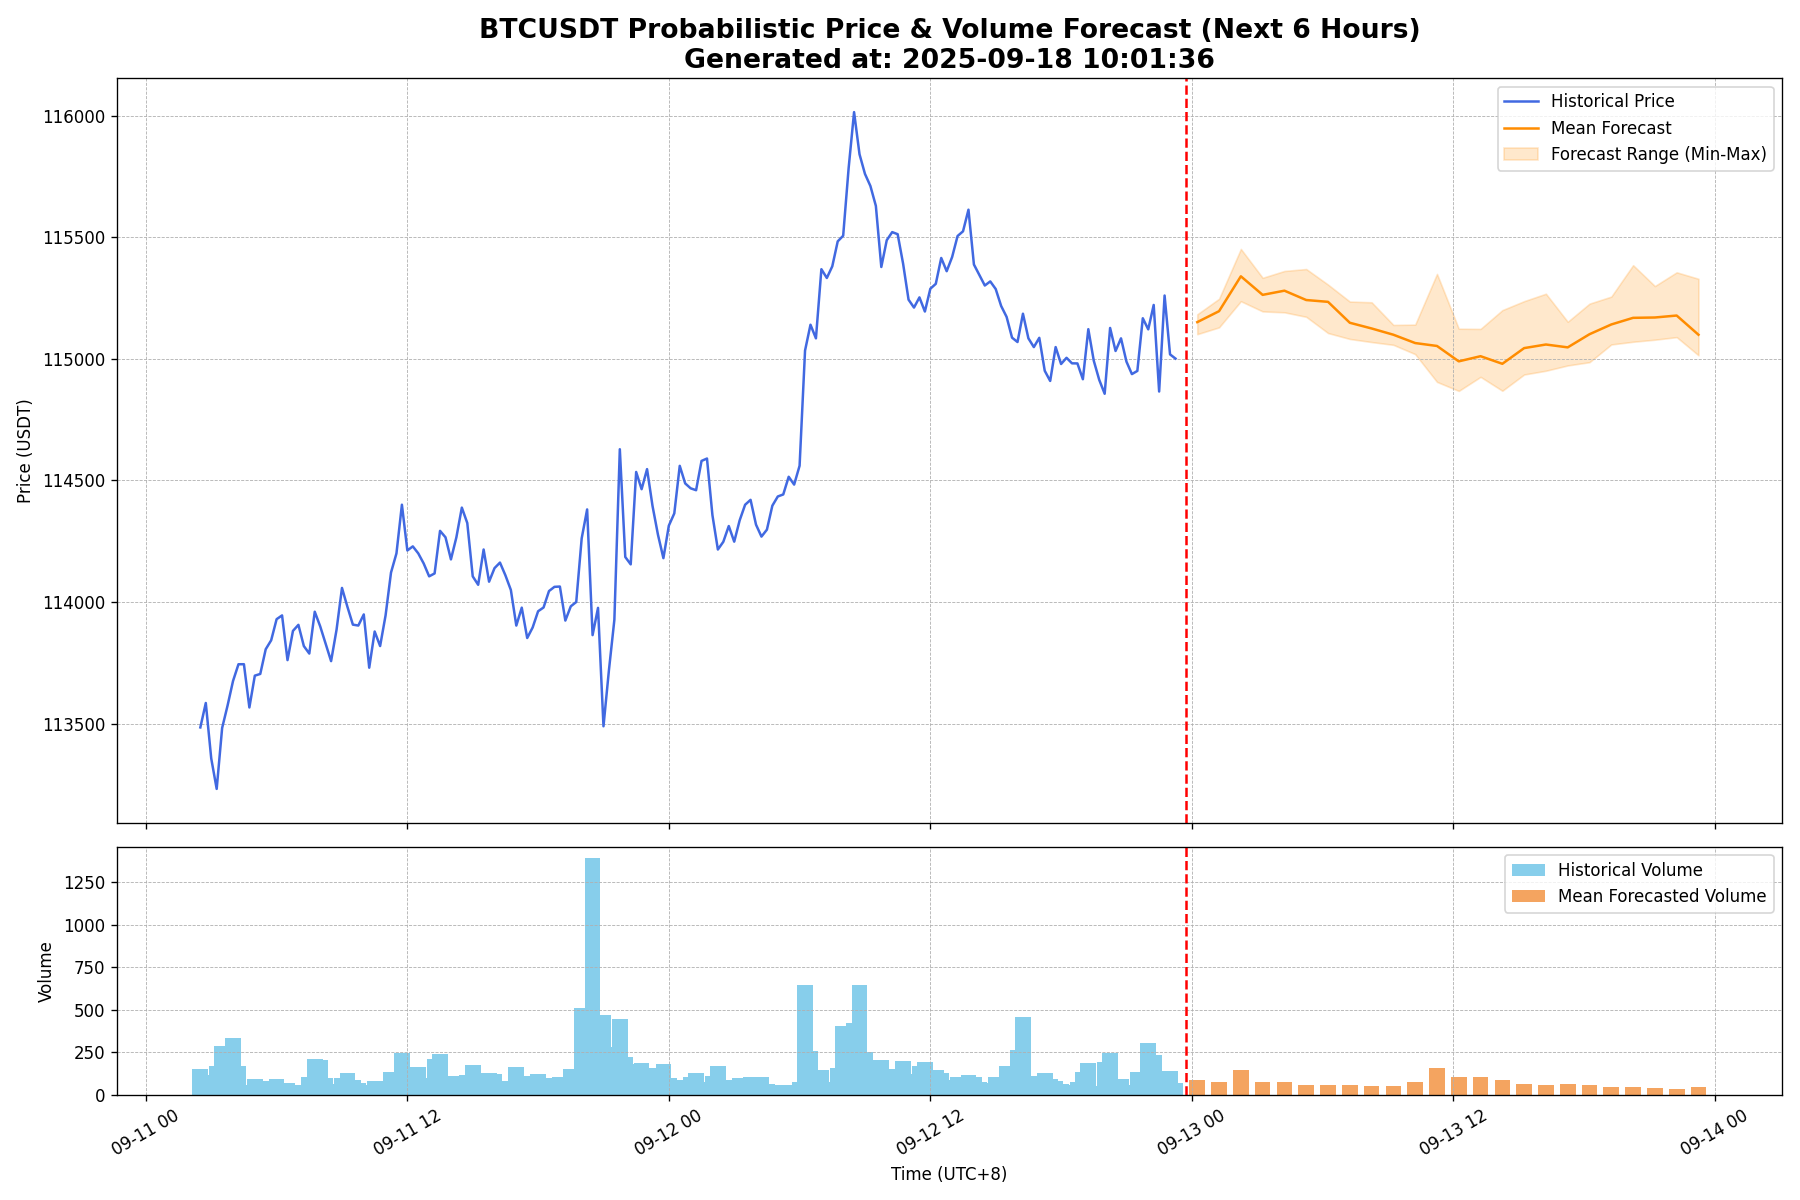 BTCUSDT Probabilistic Price & Volume Forecast (Next 6 Hours)
Generated at: 2025-09-18 10:01:36
Historical Price
Mean Forecast
Forecast Range (Min-Max)
116000
115500
115000
114500
114000
113500
Price (USDT)
Historical Volume
Mean Forecasted Volume
1250
1000
750
500
250
0
Volume
09-11 00
09-11 12
09-12 00
09-12 12
09-13 00
09-13 12
09-14 00
Time (UTC+8)